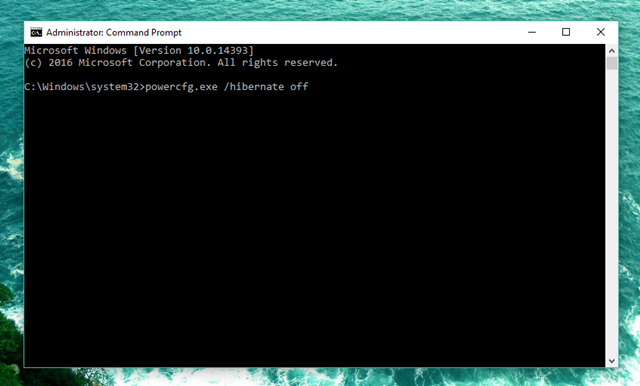 Administrator: Command Prompt
Microsoft Windows [Version 10.0.14393]
(c) 2016 Microsoft Corporation. All rights reserved.
C:\Windows\system32>powercfg.exe /hibernate off